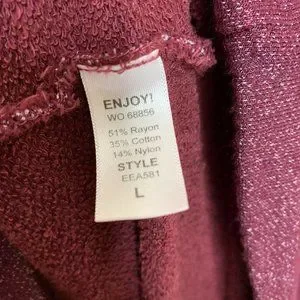 ENJOY!
WO 68856
51% Rayon
35% Cotton
14% Nylon
STYLE
EEA581
L